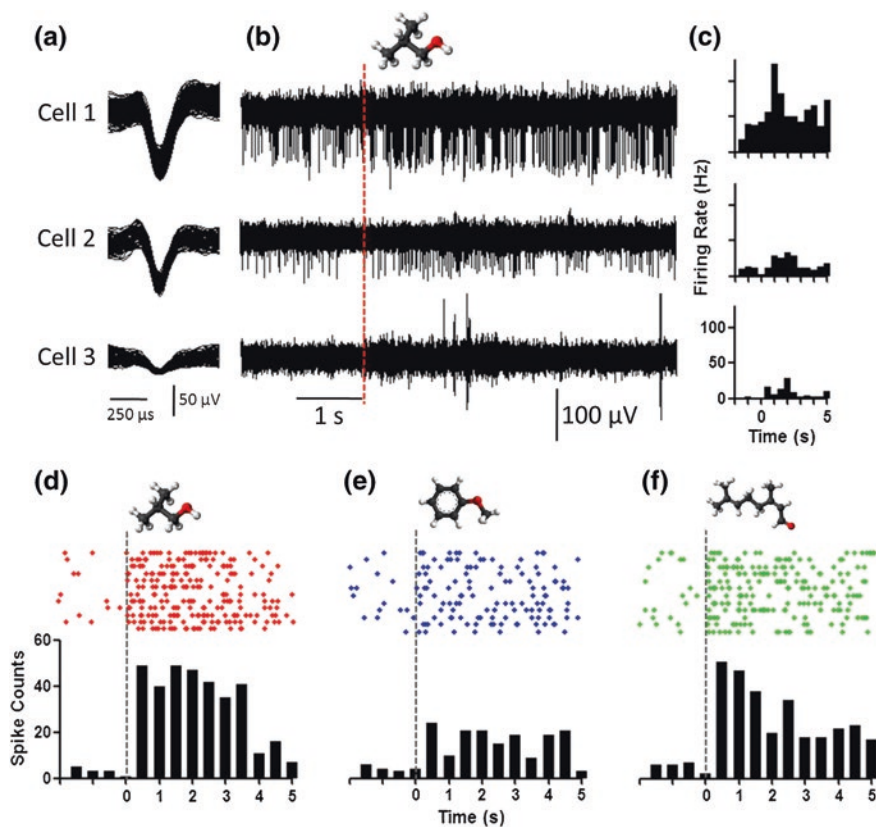 (a)
(b)
(c)
Cell 1
Cell 2
Cell 3
250 µs
50 µV
1 s
100 µV
Firing Rate (Hz)
100
50
0
0 5
Time (s)
(d)
(e)
(f)
Spike Counts
60
40
20
0
0 1 2 3 4 5
0 1 2 3 4 5
0 1 2 3 4 5
Time (s)